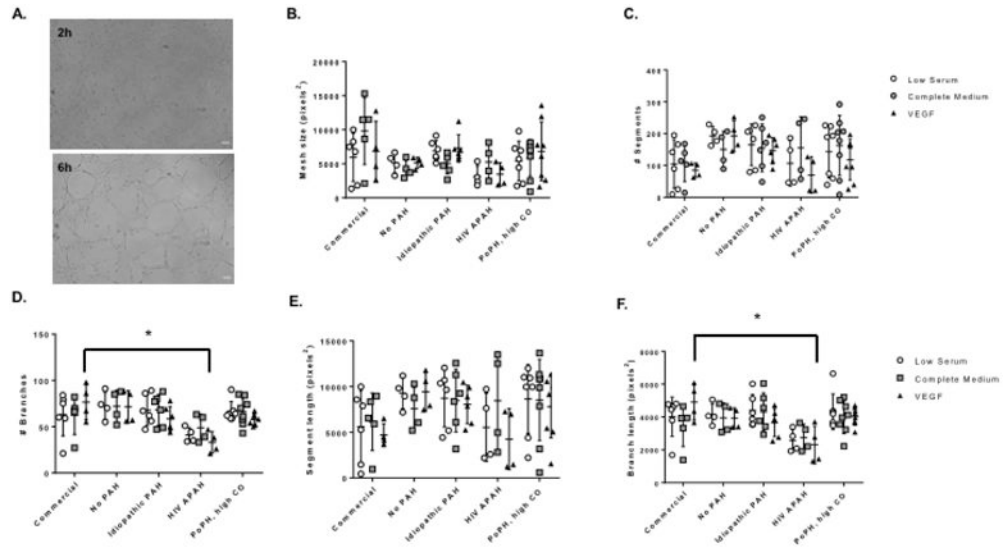 A.
2h
6h
B.
Mesh size (pixels²)
20000
15000
10000
5000
0
Commercial
No PAH
Idiopathic PAH
HIV APAH
PoPH, high CO
C.
# Segments
400
300
200
100
0
Commercial
No PAH
Idiopathic PAH
HIV APAH
PoPH, high CO
Low Serum
Complete Medium
VEGF
D.
# Branches
150
100
50
0
*
Commercial
No PAH
Idiopathic PAH
HIV APAH
PoPH, high CO
E.
Segment length (pixels²)
15000
10000
5000
0
Commercial
No PAH
Idiopathic PAH
HIV APAH
PoPH, high CO
F.
Branch length (pixels²)
8000
6000
4000
2000
0
*
Commercial
No PAH
Idiopathic PAH
HIV APAH
PoPH, high CO
Low Serum
Complete Medium
VEGF